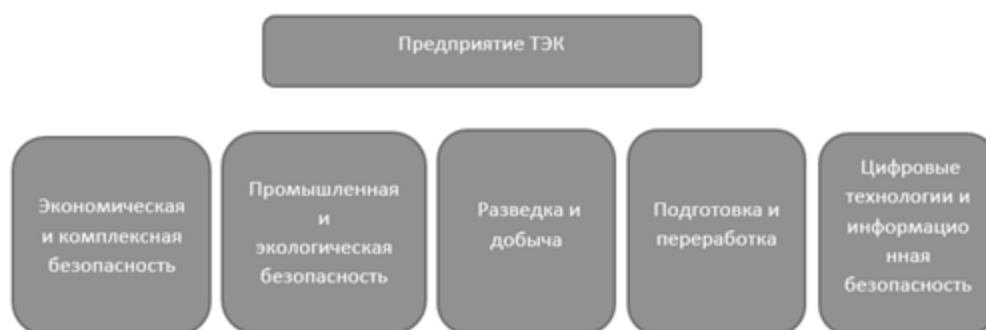 Предприятие ТЭК
Экономическая
и комплексная
безопасность
Промышленная
и
экологическая
безопасность
Разведка и
добыча
Подготовка и
переработка
Цифровые
технологии и
информацио
нная
безопасность